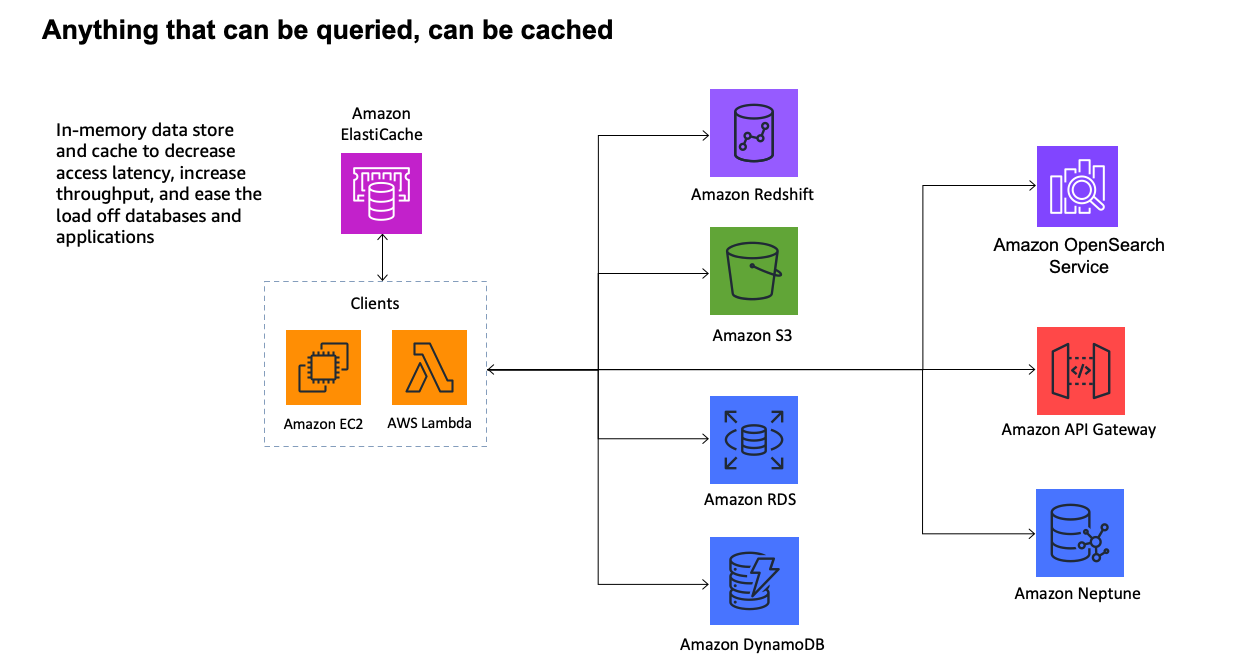 Anything that can be queried, can be cached
In-memory data store
and cache to decrease
access latency, increase
throughput, and ease the
load off databases and
applications
Amazon
ElastiCache
Clients
Amazon EC2
AWS Lambda
Amazon Redshift
Amazon S3
Amazon RDS
Amazon DynamoDB
Amazon OpenSearch
Service
</>
Amazon API Gateway
Amazon Neptune